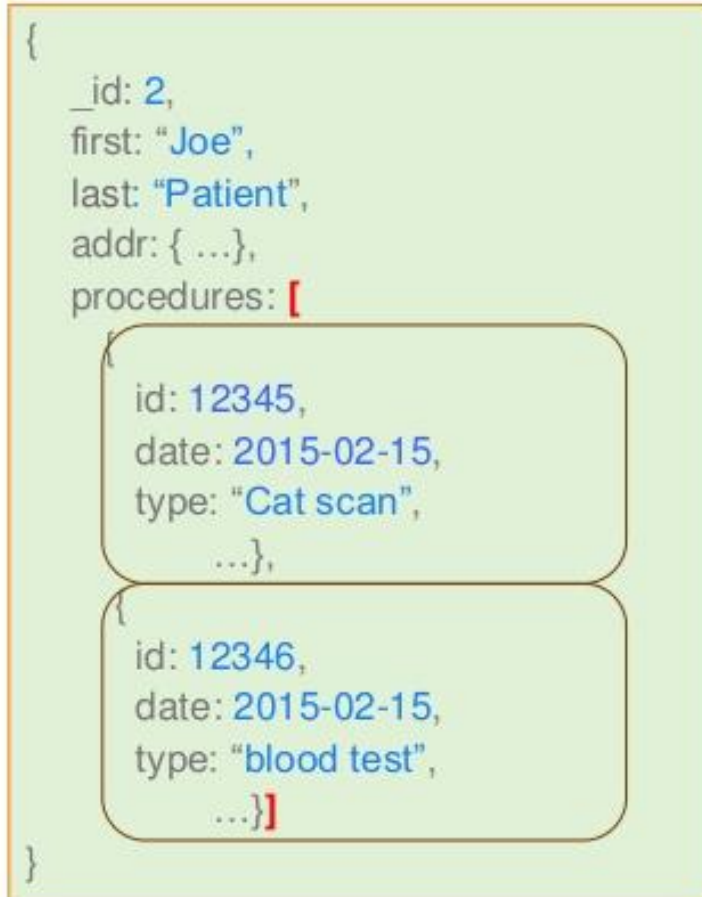 {
_id: 2,
first: “Joe”,
last: “Patient”,
addr: { ...},
procedures: [
{
id: 12345,
date: 2015-02-15,
type: “Cat scan”,
...},
{
id: 12346,
date: 2015-02-15,
type: “blood test”,
...}]
}